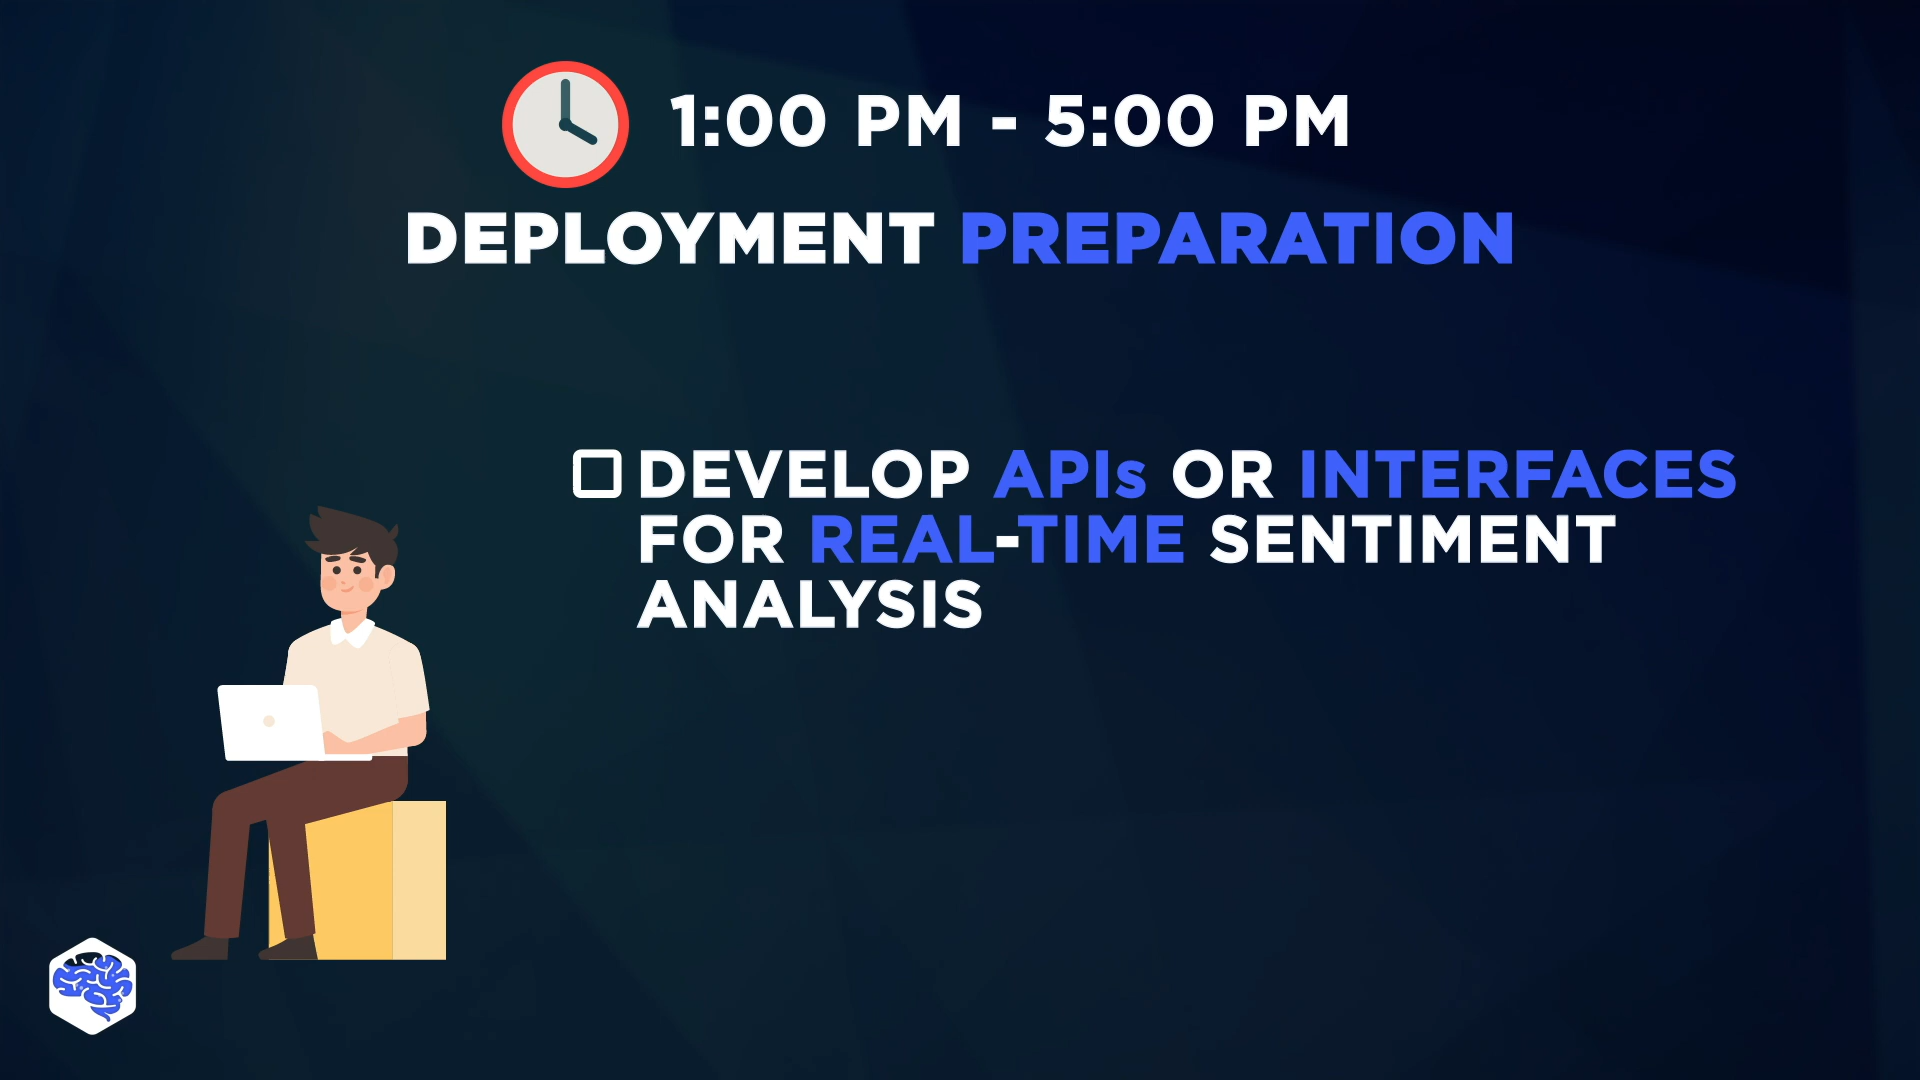 1:00 PM - 5:00 PM
DEPLOYMENT PREPARATION
DEVELOP APIs OR INTERFACES
FOR REAL-TIME SENTIMENT
ANALYSIS